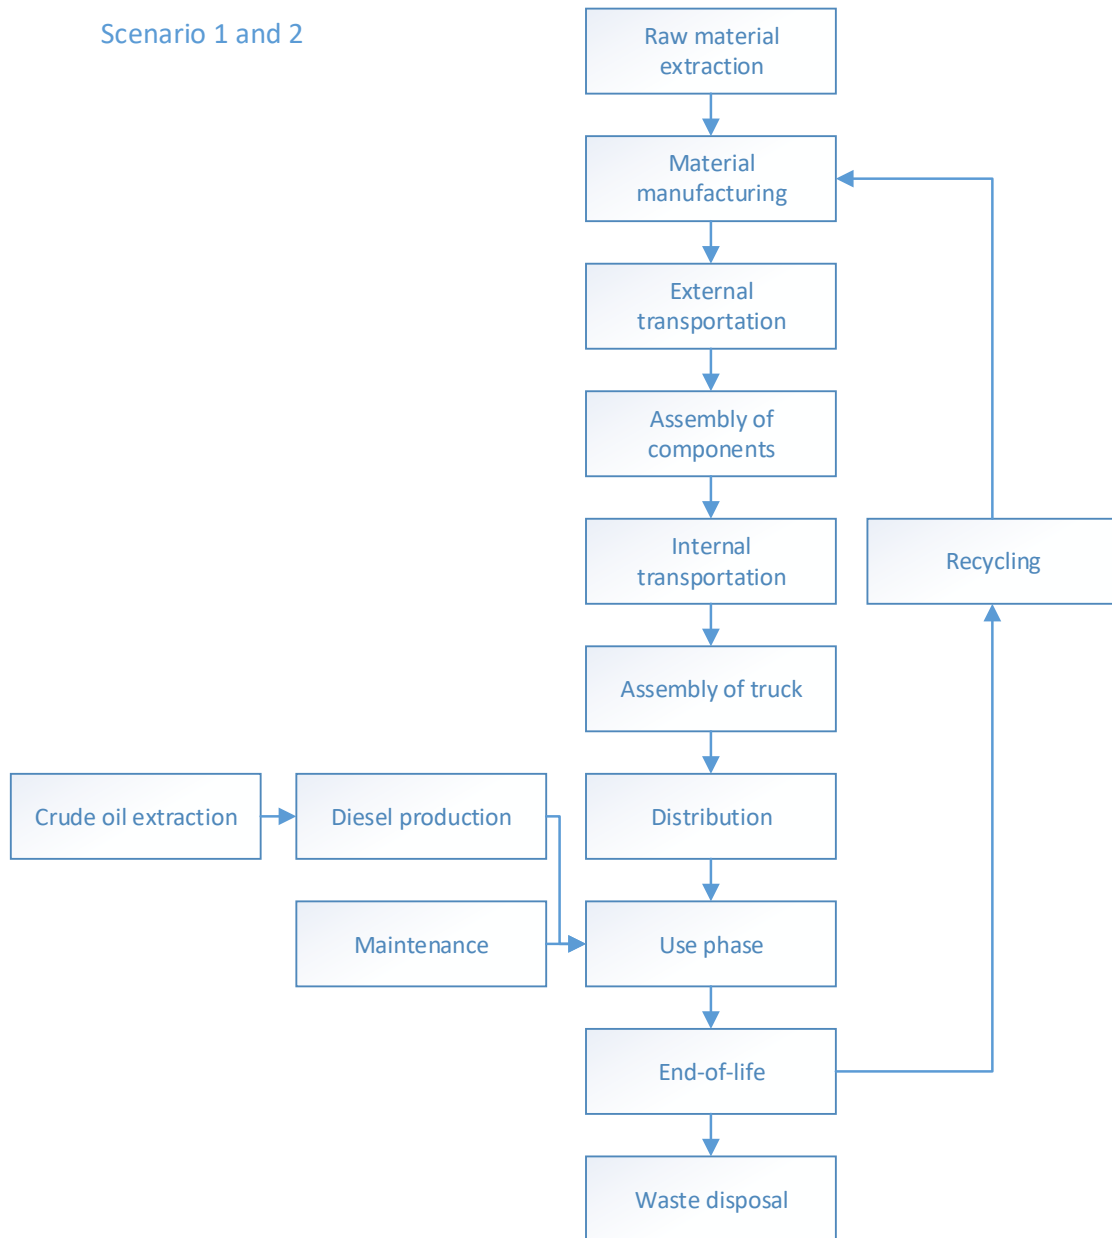 Scenario 1 and 2
Raw material
extraction
Material
manufacturing
External
transportation
Assembly of
components
Internal
transportation
Recycling
Assembly of truck
Crude oil extraction
Diesel production
Distribution
Maintenance
Use phase
End-of-life
Waste disposal